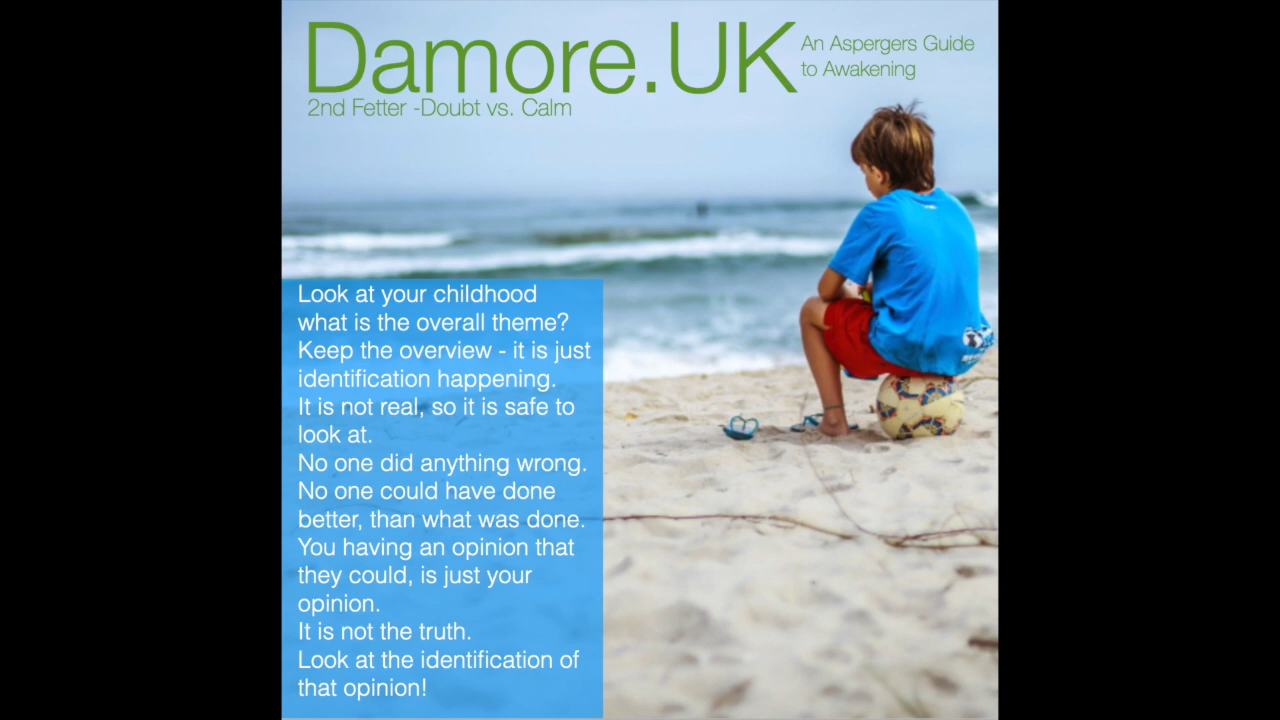 Damore.UK
An Aspergers Guide
to Awakening
2nd Fetter -Doubt vs. Calm
Look at your childhood
what is the overall theme?
Keep the overview - it is just
identification happening.
It is not real, so it is safe to
look at.
No one did anything wrong.
No one could have done
better, than what was done.
You having an opinion that
they could, is just your
opinion.
It is not the truth.
Look at the identification of
that opinion!